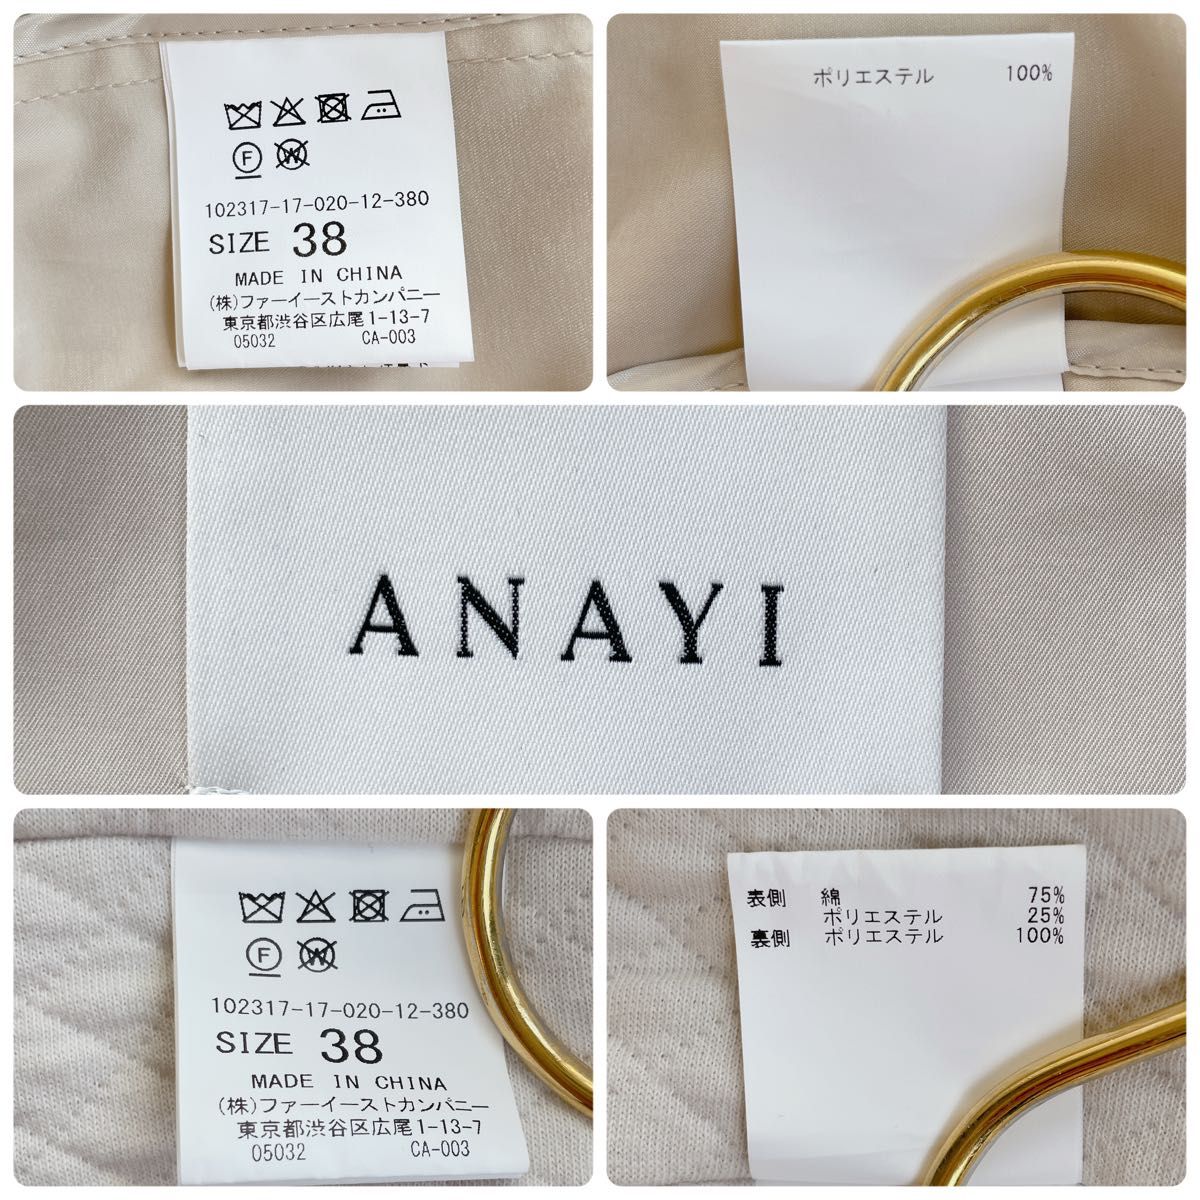 102317-17-020-12-380
SIZE 38
MADE IN CHINA
(株)ファーイーストカンパニー
東京都渋谷区広尾1-13-7
05032 CA-003
ポリエステル 100%
ANAYI
102317-17-020-12-380
SIZE 38
MADE IN CHINA
(株)ファーイーストカンパニー
東京都渋谷区広尾1-13-7
05032 CA-003
表側 綿 75%
ポリエステル 25%
裏側 ポリエステル 100%